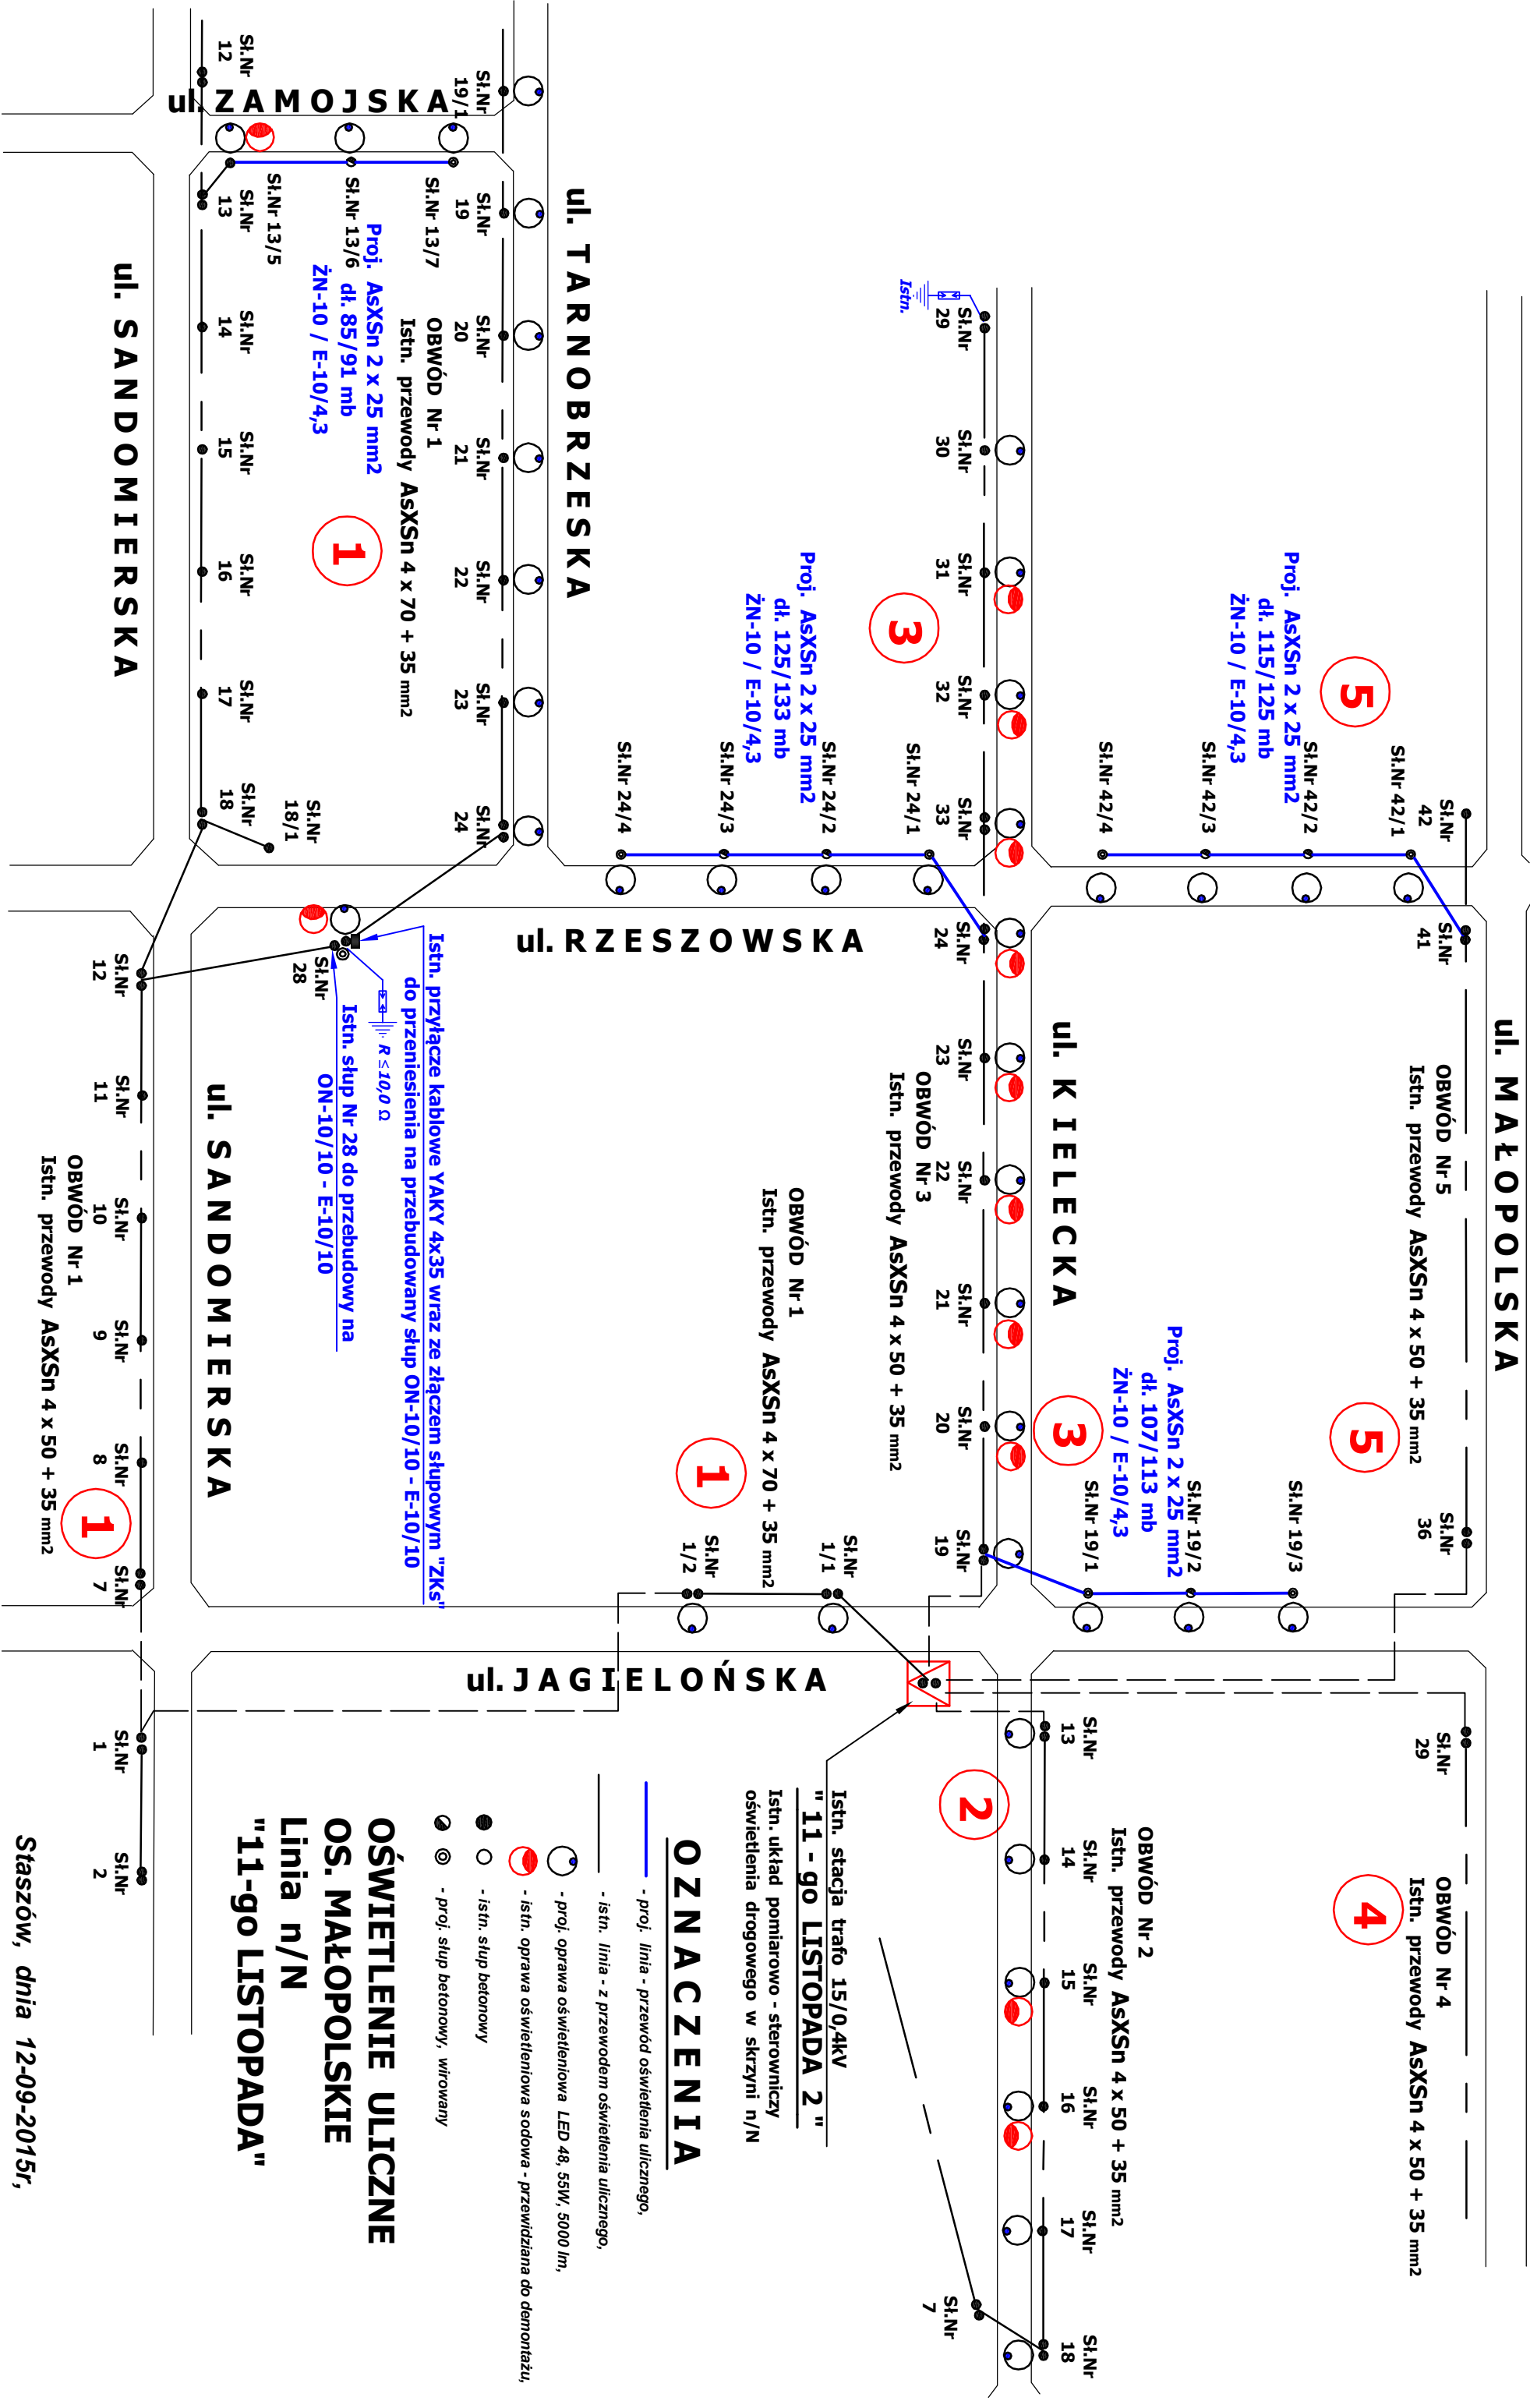 ul. MAŁOPOLSKA
Sł.Nr
42
Sł.Nr
41
Sł.Nr
36
Sł.Nr
29
OBWÓD Nr 5
Istn. przewody AsXSn 4 x 50 + 35 mm2
OBWÓD Nr 4
Istn. przewody AsXSn 4 x 50 + 35 mm2
5
5
4
Sł.Nr 42/1
Sł.Nr 42/2
Sł.Nr 42/3
Sł.Nr 42/4
Proj. AsXSn 2 x 25 mm2
dł. 115/125 mb
ŻN-10 / E-10/4,3
Sł.Nr 19/3
Sł.Nr 19/2
Sł.Nr 19/1
Proj. AsXSn 2 x 25 mm2
dł. 107/113 mb
ŻN-10 / E-10/4,3
3
OBWÓD Nr 2
Istn. przewody AsXSn 4 x 50 + 35 mm2
Sł.Nr
13
Sł.Nr
14
Sł.Nr
15
Sł.Nr
16
Sł.Nr
17
Sł.Nr
18
ul. KIELECKA
2
Sł.Nr
7
Istn.
Sł.Nr
29
Sł.Nr
30
Sł.Nr
31
Sł.Nr
32
Sł.Nr
33
Sł.Nr
24
Sł.Nr
23
Sł.Nr
22
Sł.Nr
21
Sł.Nr
20
Sł.Nr
19
3
OBWÓD Nr 3
Istn. przewody AsXSn 4 x 50 + 35 mm2
Sł.Nr 24/1
Sł.Nr 24/2
Sł.Nr 24/3
Sł.Nr 24/4
Proj. AsXSn 2 x 25 mm2
dł. 125/133 mb
ŻN-10 / E-10/4,3
Sł.Nr
1/1
Sł.Nr
1/2
OBWÓD Nr 1
Istn. przewody AsXSn 4 x 70 + 35 mm2
1
ul. RZESZOWSKA
ul. JAGIELOŃSKA
ul. TARNOBRZESKA
ul. ZAMOJSKA
Sł.Nr
19/1
Sł.Nr
19
Sł.Nr
20
Sł.Nr
21
Sł.Nr
22
Sł.Nr
23
Sł.Nr
24
OBWÓD Nr 1
Istn. przewody AsXSn 4 x 70 + 35 mm2
Sł.Nr 13/7
Sł.Nr 13/6
Sł.Nr 13/5
Proj. AsXSn 2 x 25 mm2
dł. 85/91 mb
ŻN-10 / E-10/4,3
1
Sł.Nr
12
Sł.Nr
13
Sł.Nr
14
Sł.Nr
15
Sł.Nr
16
Sł.Nr
17
Sł.Nr
18
Sł.Nr
18/1
ul. SANDOMIERSKA
Istn. przyłącze kablowe YAKY 4x35 wraz ze złączem słupowym "ZKs"
do przeniesienia na przebudowany słup ON-10/10 - E-10/10
R ≤ 10,0 Ω
Istn. słup Nr 28 do przebudowy na
ON-10/10 - E-10/10
Sł.Nr
28
ul. SANDOMIERSKA
Sł.Nr
12
Sł.Nr
11
Sł.Nr
10
Sł.Nr
9
Sł.Nr
8
Sł.Nr
7
Sł.Nr
1
Sł.Nr
2
OBWÓD Nr 1
Istn. przewody AsXSn 4 x 50 + 35 mm2
1
Istn. stacja trafo 15/0,4kV
"11 - go LISTOPADA 2 "
Istn. układ pomiarowo - sterowniczy
oświetlenia drogowego w skrzyni n/N
OZNACZENIA
- proj. linia - przewód oświetlenia ulicznego,
- istn. linia - z przewodem oświetlenia ulicznego,
- proj. oprawa oświetleniowa LED 48, 55W, 5000 lm,
- istn. oprawa oświetleniowa sodowa - przewidziana do demontażu,
- istn. słup betonowy
- proj. słup betonowy, wirowany
OŚWIETLENIE ULICZNE
OS. MAŁOPOLSKIE
Linia n/N
"11-go LISTOPADA"
Staszów, dnia 12-09-2015r,